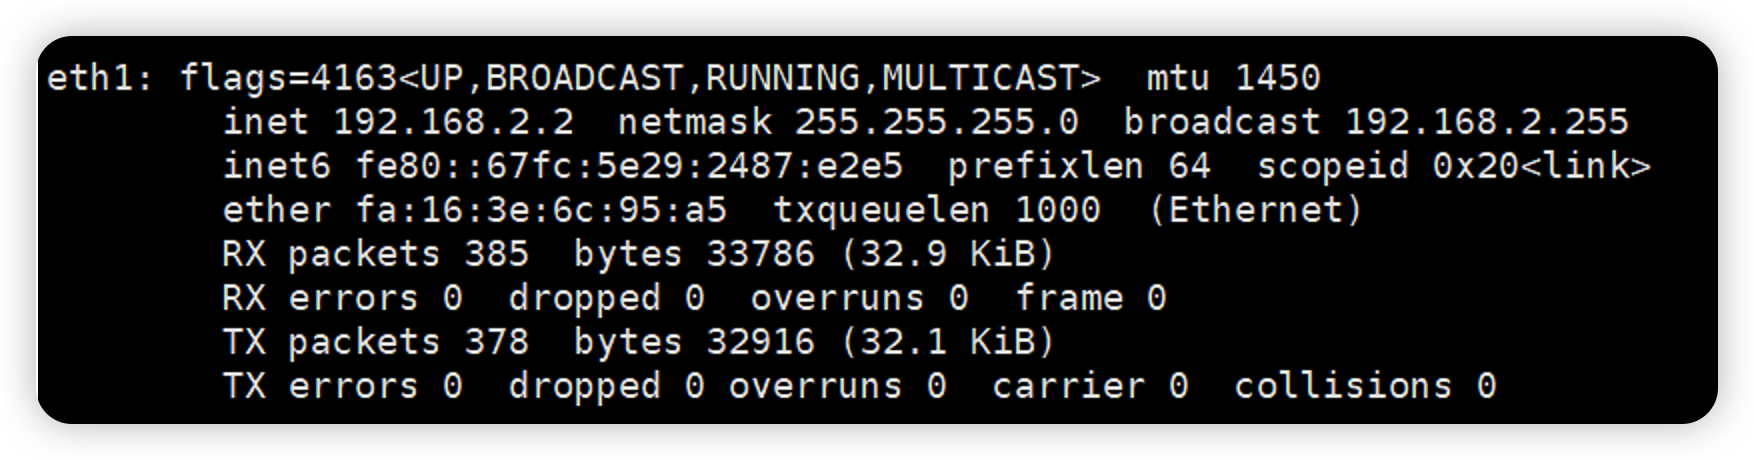 eth1: flags=4163<UP,BROADCAST,RUNNING,MULTICAST>  mtu 1450
        inet 192.168.2.2  netmask 255.255.255.0  broadcast 192.168.2.255
        inet6 fe80::67fc:5e29:2487:e2e5  prefixlen 64  scopeid 0x20<link>
        ether fa:16:3e:6c:95:a5  txqueuelen 1000  (Ethernet)
        RX packets 385  bytes 33786 (32.9 KiB)
        RX errors 0  dropped 0  overruns 0  frame 0
        TX packets 378  bytes 32916 (32.1 KiB)
        TX errors 0  dropped 0 overruns 0  carrier 0  collisions 0